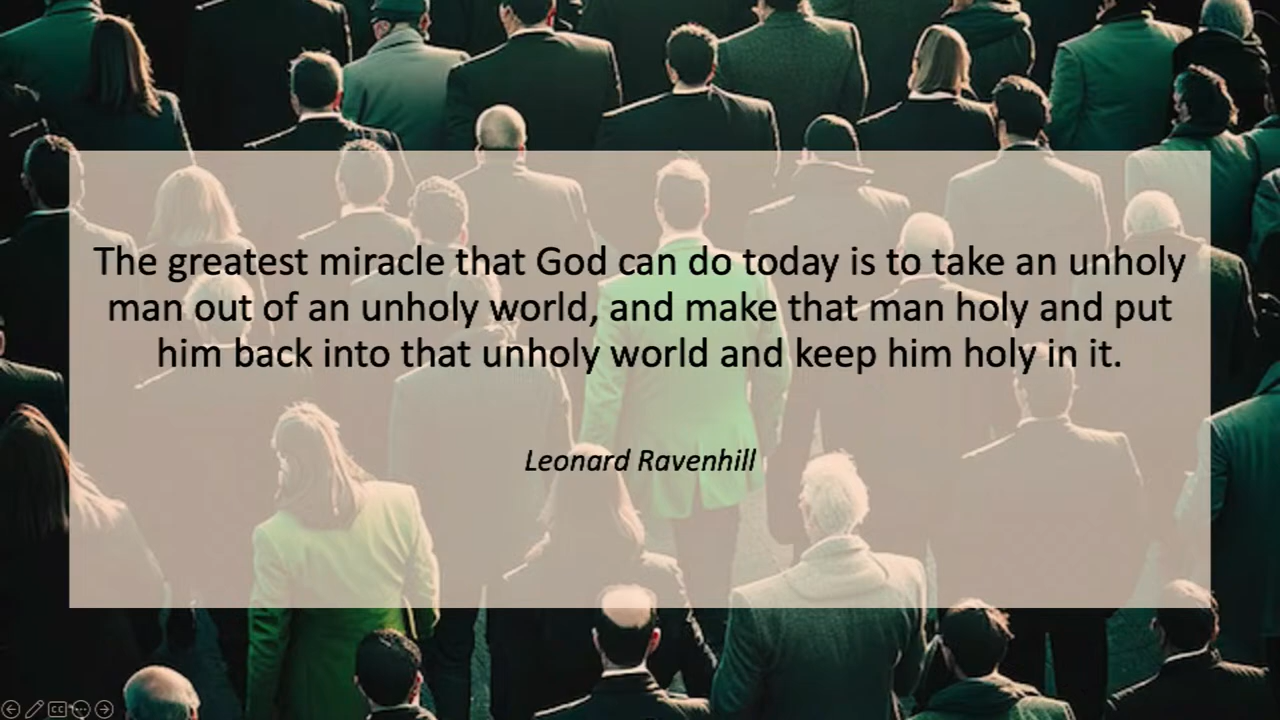 The greatest miracle that God can do today is to take an unholy
man out of an unholy world, and make that man holy and put
him back into that unholy world and keep him holy in it.
Leonard Ravenhill
CC